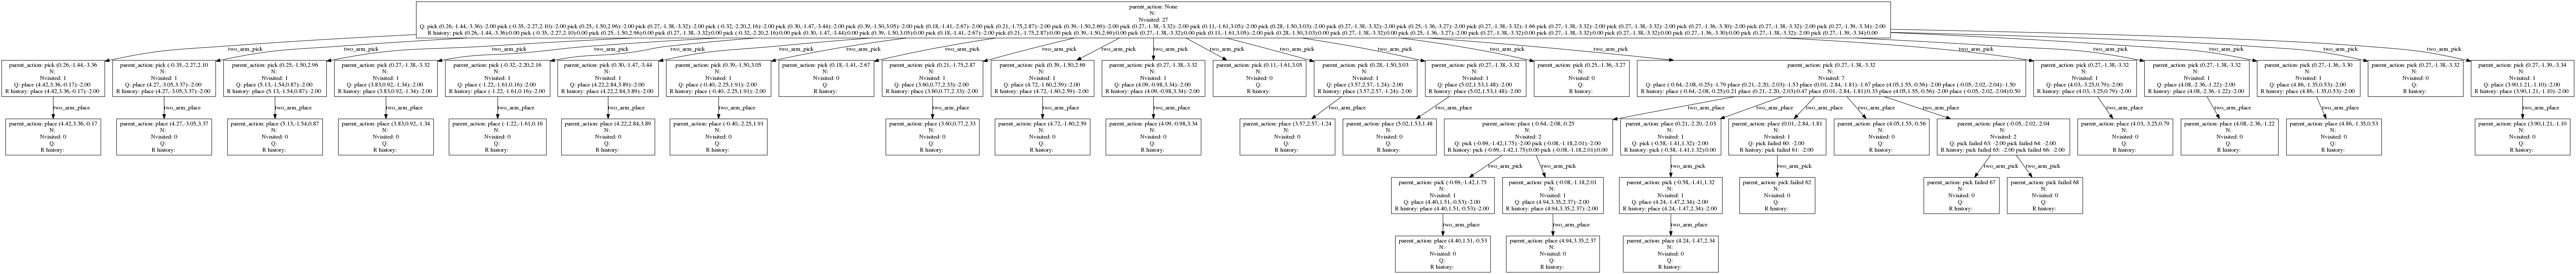 parent_action: None
N:
Nvisited: 27
Q: pick (0.26,-1.44,-3.36):-2.00 pick (-0.35,-2.27,2.10):-2.00 pick (0.25,-1.50,2.96):-2.00 pick (0.27,-1.38,-3.32):-2.00 pick (-0.32,-2.20,2.16):-2.00 pick (0.30,-1.47,-3.44):-2.00 pick (0.39,-1.50,3.05):-2.00 pick (0.18,-1.41,-2.67):-2.00 pick (0.21,-1.75,2.87):-2.00 pick (0.39,-1.50,2.69):-2.00 pick (0.27,-1.38,-3.32):-2.00 pick (0.11,-1.61,3.05):-2.00 pick (0.28,-1.50,3.03):-2.00 pick (0.27,-1.38,-3.32):-2.00 pick (0.25,-1.36,-3.27):-2.00 pick (0.27,-1.38,-3.32):-1.66 pick (0.27,-1.38,-3.32):-2.00 pick (0.27,-1.38,-3.32):-2.00 pick (0.27,-1.36,-3.30):-2.00 pick (0.27,-1.38,-3.32):-2.00 pick (0.27,-1.39,-3.34):-2.00
R history: pick (0.26,-1.44,-3.36):0.00 pick (-0.35,-2.27,2.10):0.00 pick (0.25,-1.50,2.96):0.00 pick (0.27,-1.38,-3.32):0.00 pick (-0.32,-2.20,2.16):0.00 pick (0.30,-1.47,-3.44):0.00 pick (0.39,-1.50,3.05):0.00 pick (0.18,-1.41,-2.67):-2.00 pick (0.21,-1.75,2.87):0.00 pick (0.39,-1.50,2.69):0.00 pick (0.27,-1.38,-3.32):0.00 pick (0.11,-1.61,3.05):-2.00 pick (0.28,-1.50,3.03):0.00 pick (0.27,-1.38,-3.32):0.00 pick (0.25,-1.36,-3.27):-2.00 pick (0.27,-1.38,-3.32):0.00 pick (0.27,-1.38,-3.32):0.00 pick (0.27,-1.38,-3.32):0.00 pick (0.27,-1.36,-3.30):0.00 pick (0.27,-1.38,-3.32):-2.00 pick (0.27,-1.39,-3.34):0.00
two_arm_pick two_arm_pick two_arm_pick two_arm_pick two_arm_pick two_arm_pick two_arm_pick two_arm_pick two_arm_pick two_arm_pick two_arm_pick two_arm_pick two_arm_pick two_arm_pick two_arm_pick two_arm_pick two_arm_pick two_arm_pick two_arm_pick two_arm_pick two_arm_pick
parent_action: pick (0.26,-1.44,-3.36
N:
Nvisited: 1
Q: place (4.42,3.36,-0.17):-2.00
R history: place (4.42,3.36,-0.17):-2.00
parent_action: pick (-0.35,-2.27,2.10
N:
Nvisited: 1
Q: place (4.27,-3.05,3.37):-2.00
R history: place (4.27,-3.05,3.37):-2.00
parent_action: pick (0.25,-1.50,2.96
N:
Nvisited: 1
Q: place (5.13,-1.54,0.87):-2.00
R history: place (5.13,-1.54,0.87):-2.00
parent_action: pick (0.27,-1.38,-3.32
N:
Nvisited: 1
Q: place (3.83,0.92,-1.34):-2.00
R history: place (3.83,0.92,-1.34):-2.00
parent_action: pick (-0.32,-2.20,2.16
N:
Nvisited: 1
Q: place (-1.22,-1.61,0.16):-2.00
R history: place (-1.22,-1.61,0.16):-2.00
parent_action: pick (0.30,-1.47,-3.44
N:
Nvisited: 1
Q: place (4.22,2.84,3.89):-2.00
R history: place (4.22,2.84,3.89):-2.00
parent_action: pick (0.39,-1.50,3.05
N:
Nvisited: 1
Q: place (-0.40,-2.25,1.91):-2.00
R history: place (-0.40,-2.25,1.91):-2.00
parent_action: pick (0.18,-1.41,-2.67
N:
Nvisited: 0
Q:
R history:
parent_action: pick (0.21,-1.75,2.87
N:
Nvisited: 1
Q: place (3.60,0.77,2.33):-2.00
R history: place (3.60,0.77,2.33):-2.00
parent_action: pick (0.39,-1.50,2.69
N:
Nvisited: 1
Q: place (4.72,-1.60,2.59):-2.00
R history: place (4.72,-1.60,2.59):-2.00
parent_action: pick (0.27,-1.38,-3.32
N:
Nvisited: 1
Q: place (4.09,-0.98,3.34):-2.00
R history: place (4.09,-0.98,3.34):-2.00
parent_action: pick (0.11,-1.61,3.05
N:
Nvisited: 0
Q:
R history:
parent_action: pick (0.28,-1.50,3.03
N:
Nvisited: 1
Q: place (3.57,2.57,-1.24):-2.00
R history: place (3.57,2.57,-1.24):-2.00
parent_action: pick (0.27,-1.38,-3.32
N:
Nvisited: 1
Q: place (5.02,1.53,1.48):-2.00
R history: place (5.02,1.53,1.48):-2.00
parent_action: pick (0.25,-1.36,-3.27
N:
Nvisited: 0
Q:
R history:
parent_action: pick (0.27,-1.38,-3.32
N:
Nvisited: 7
Q: place (-0.64,-2.08,-0.25):-1.79 place (0.21,-2.20,-2.03):-1.53 place (0.01,-2.84,-1.81):-1.67 place (4.05,1.55,-0.56):-2.00 place (-0.05,-2.02,-2.04):-1.50
R history: place (-0.64,-2.08,-0.25):0.21 place (0.21,-2.20,-2.03):0.47 place (0.01,-2.84,-1.81):0.33 place (4.05,1.55,-0.56):-2.00 place (-0.05,-2.02,-2.04):0.50
parent_action: pick (0.27,-1.38,-3.32
N:
Nvisited: 1
Q: place (4.03,-3.25,0.79):-2.00
R history: place (4.03,-3.25,0.79):-2.00
parent_action: pick (0.27,-1.38,-3.32
N:
Nvisited: 1
Q: place (4.08,-2.36,-1.22):-2.00
R history: place (4.08,-2.36,-1.22):-2.00
parent_action: pick (0.27,-1.36,-3.30
N:
Nvisited: 1
Q: place (4.86,-1.35,0.53):-2.00
R history: place (4.86,-1.35,0.53):-2.00
parent_action: pick (0.27,-1.38,-3.32
N:
Nvisited: 0
Q:
R history:
parent_action: pick (0.27,-1.39,-3.34
N:
Nvisited: 1
Q: place (3.90,1.21,-1.10):-2.00
R history: place (3.90,1.21,-1.10):-2.00
two_arm_place two_arm_place two_arm_place two_arm_place two_arm_place two_arm_place two_arm_place two_arm_place two_arm_place two_arm_place two_arm_place two_arm_place two_arm_place two_arm_place two_arm_place two_arm_place two_arm_place two_arm_place two_arm_place two_arm_place two_arm_place
parent_action: place (4.42,3.36,-0.17
N:
Nvisited: 0
Q:
R history:
parent_action: place (4.27,-3.05,3.37
N:
Nvisited: 0
Q:
R history:
parent_action: place (5.13,-1.54,0.87
N:
Nvisited: 0
Q:
R history:
parent_action: place (3.83,0.92,-1.34
N:
Nvisited: 0
Q:
R history:
parent_action: place (-1.22,-1.61,0.16
N:
Nvisited: 0
Q:
R history:
parent_action: place (4.22,2.84,3.89
N:
Nvisited: 0
Q:
R history:
parent_action: place (-0.40,-2.25,1.91
N:
Nvisited: 0
Q:
R history:
parent_action: place (3.60,0.77,2.33
N:
Nvisited: 0
Q:
R history:
parent_action: place (4.72,-1.60,2.59
N:
Nvisited: 0
Q:
R history:
parent_action: place (4.09,-0.98,3.34
N:
Nvisited: 0
Q:
R history:
parent_action: place (3.57,2.57,-1.24
N:
Nvisited: 0
Q:
R history:
parent_action: place (5.02,1.53,1.48
N:
Nvisited: 0
Q:
R history:
parent_action: place (-0.64,-2.08,-0.25
N:
Nvisited: 2
Q: pick (-0.69,-1.42,1.75):-2.00 pick (-0.08,-1.18,2.01):-2.00
R history: pick (-0.69,-1.42,1.75):0.00 pick (-0.08,-1.18,2.01):0.00
parent_action: place (0.21,-2.20,-2.03
N:
Nvisited: 1
Q: pick (-0.58,-1.41,1.32):-2.00
R history: pick (-0.58,-1.41,1.32):0.00
parent_action: place (0.01,-2.84,-1.81
N:
Nvisited: 1
Q: pick failed 60: -2.00
R history: pick failed 61: -2.00
parent_action: place (4.05,1.55,-0.56
N:
Nvisited: 0
Q:
R history:
parent_action: place (-0.05,-2.02,-2.04
N:
Nvisited: 2
Q: pick failed 63: -2.00 pick failed 64: -2.00
R history: pick failed 65: -2.00 pick failed 66: -2.00
parent_action: place (4.03,-3.25,0.79
N:
Nvisited: 0
Q:
R history:
parent_action: place (4.08,-2.36,-1.22
N:
Nvisited: 0
Q:
R history:
parent_action: place (4.86,-1.35,0.53
N:
Nvisited: 0
Q:
R history:
parent_action: place (3.90,1.21,-1.10
N:
Nvisited: 0
Q:
R history:
two_arm_pick two_arm_pick two_arm_pick two_arm_pick two_arm_pick two_arm_pick
parent_action: pick (-0.69,-1.42,1.75
N:
Nvisited: 1
Q: place (4.40,1.51,-0.53):-2.00
R history: place (4.40,1.51,-0.53):-2.00
parent_action: pick (-0.08,-1.18,2.01
N:
Nvisited: 1
Q: place (4.94,3.35,2.37):-2.00
R history: place (4.94,3.35,2.37):-2.00
parent_action: pick (-0.58,-1.41,1.32
N:
Nvisited: 1
Q: place (4.24,-1.47,2.34):-2.00
R history: place (4.24,-1.47,2.34):-2.00
parent_action: pick failed 62
N:
Nvisited: 0
Q:
R history:
parent_action: pick failed 67
N:
Nvisited: 0
Q:
R history:
parent_action: pick failed 68
N:
Nvisited: 0
Q:
R history:
two_arm_place two_arm_place two_arm_place
parent_action: place (4.40,1.51,-0.53
N:
Nvisited: 0
Q:
R history:
parent_action: place (4.94,3.35,2.37
N:
Nvisited: 0
Q:
R history:
parent_action: place (4.24,-1.47,2.34
N:
Nvisited: 0
Q:
R history: